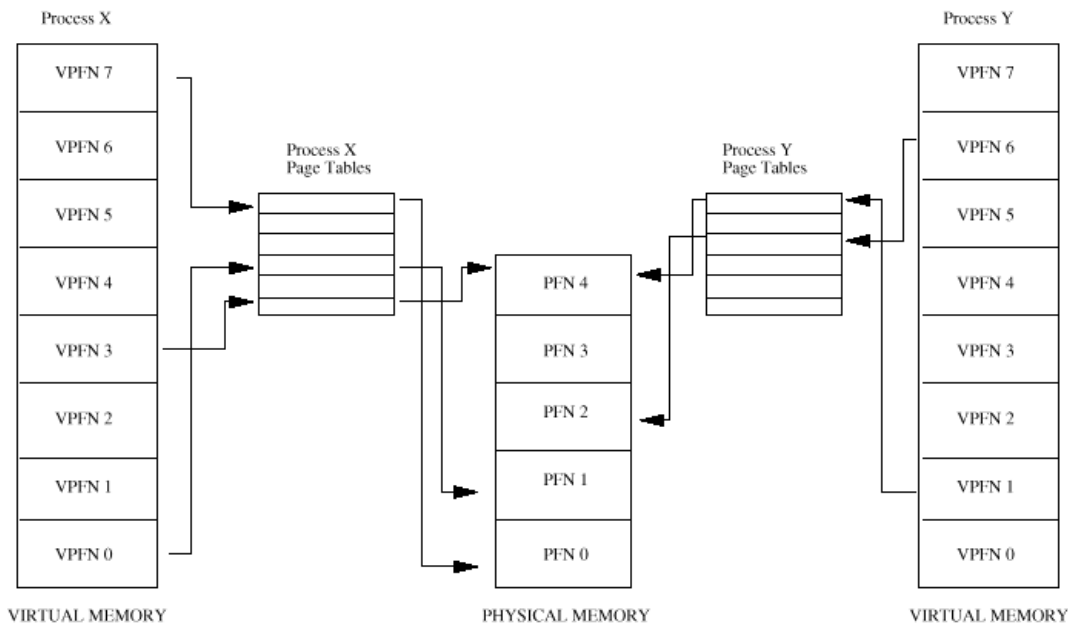 Process X
Process Y
VPFN 7
VPFN 6
VPFN 5
VPFN 4
VPFN 3
VPFN 2
VPFN 1
VPFN 0
VIRTUAL MEMORY
Process X
Page Tables
PFN 4
PFN 3
PFN 2
PFN 1
PFN 0
PHYSICAL MEMORY
Process Y
Page Tables
VPFN 7
VPFN 6
VPFN 5
VPFN 4
VPFN 3
VPFN 2
VPFN 1
VPFN 0
VIRTUAL MEMORY